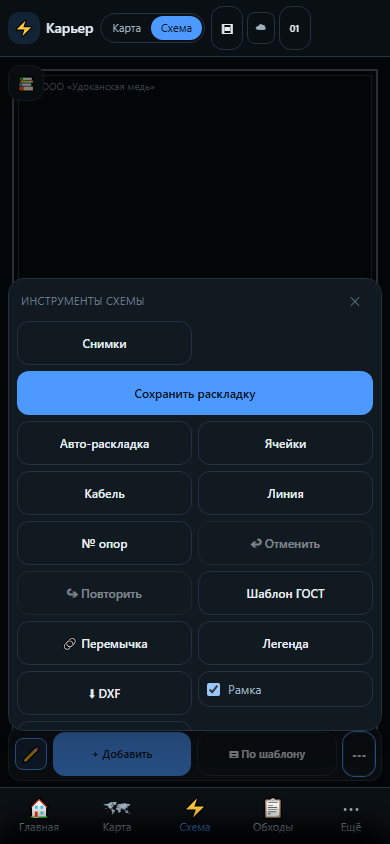 Карьер
Карта
Схема
01
ООО «Удоканская медь»
ИНСТРУМЕНТЫ СХЕМЫ
Снимки
Сохранить раскладку
Авто-раскладка
Ячейки
Кабель
Линия
№ опор
↩ Отменить
↪ Повторить
Шаблон ГОСТ
Перемычка
Легенда
⬇ DXF
Рамка
+ Добавить
По шаблону
---
Главная
Карта
Схема
Обходы
Ещё